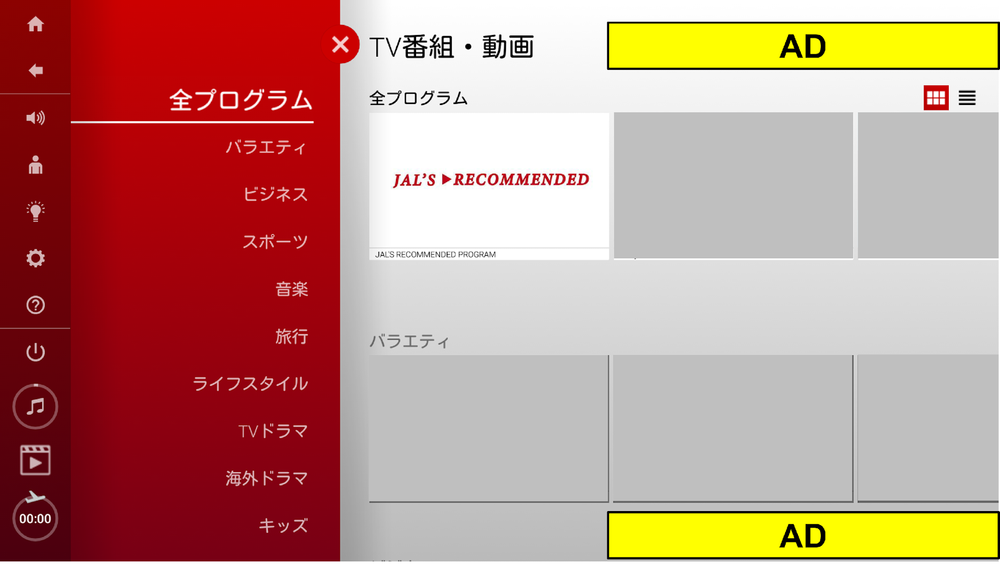 全プログラム
バラエティ
ビジネス
スポーツ
音楽
旅行
ライフスタイル
TVドラマ
海外ドラマ
キッズ
00:00
TV番組・動画
AD
全プログラム
JAL'S ▶RECOMMENDED
JAL'S RECOMMENDED PROGRAM
バラエティ
AD